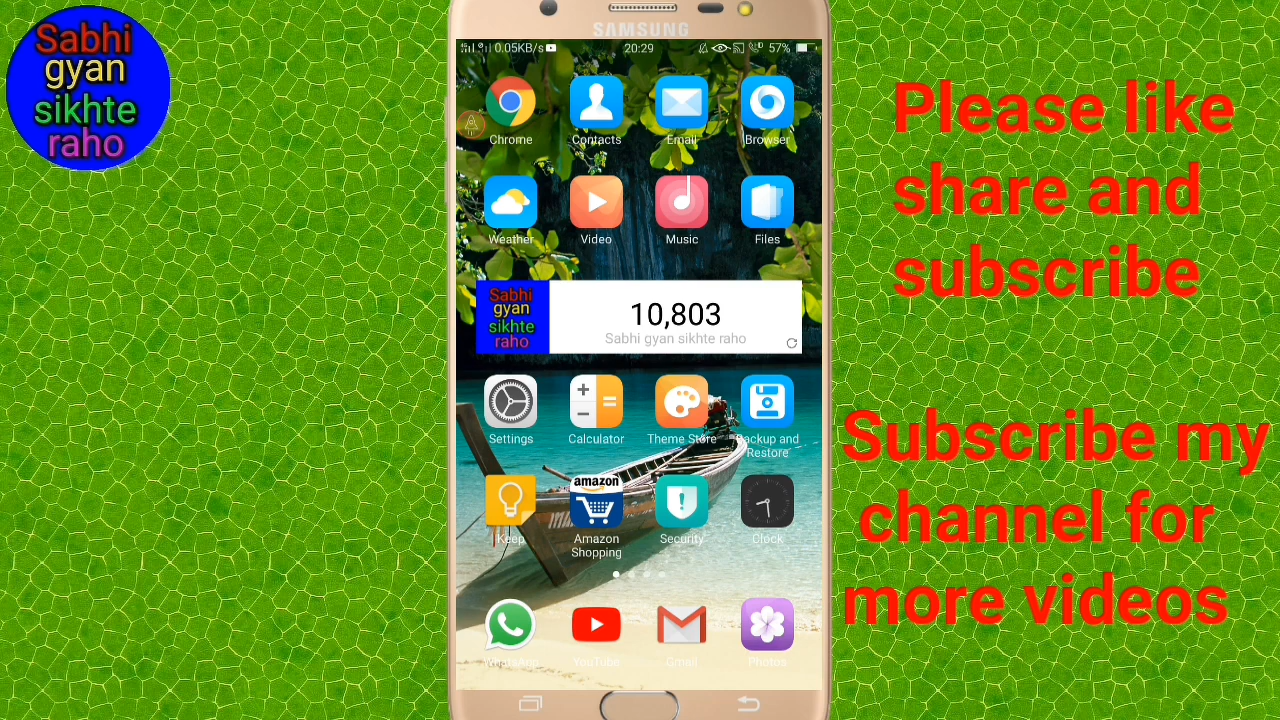 Sabhi
gyan
sikhte
raho
SAMSUNG
0.05KB/s 20:29 57%
Chrome Contacts Email Browser
Weather Video Music Files
Sabhi
gyan
sikhte
raho
10,803
Sabhi gyan sikhte raho
Settings Calculator Theme Store Backup and
Restore
amazon
Keep Amazon Security Clock
Shopping
WhatsApp YouTube Gmail Photos
Please like
share and
subscribe
Subscribe my
channel for
more videos